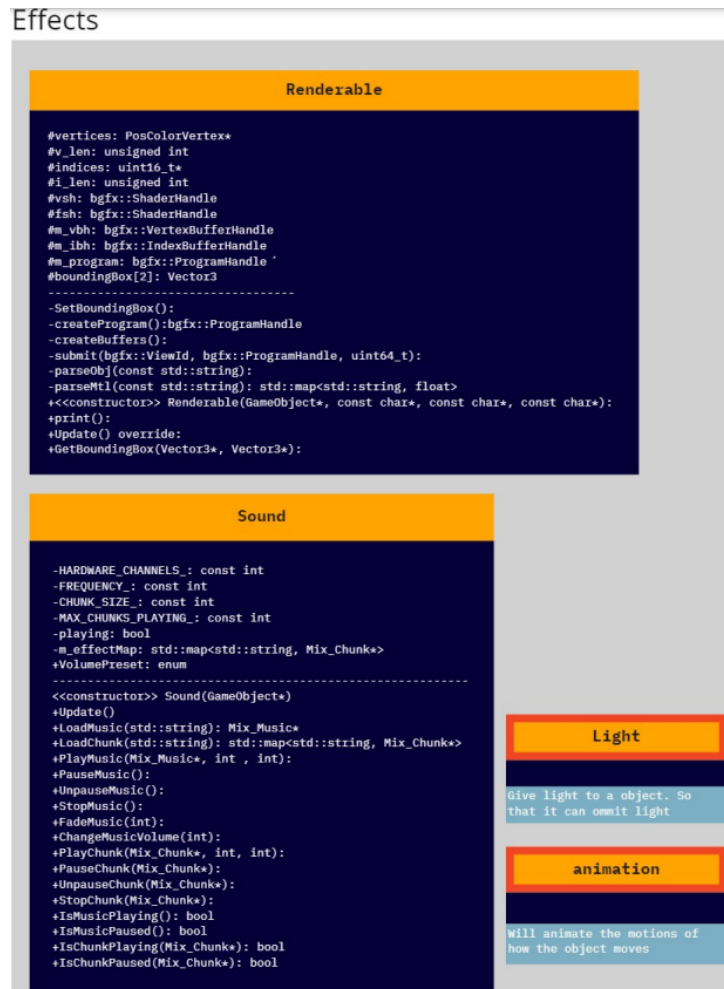 Effects
Renderable
#vertices: PosColorVertex*
#v_len: unsigned int
#indices: uint16_t*
#i_len: unsigned int
#vsh: bgfx::ShaderHandle
#fsh: bgfx::ShaderHandle
#m_vbh: bgfx::VertexBufferHandle
#m_ibh: bgfx::IndexBufferHandle
#m_program: bgfx::ProgramHandle ´
#boundingBox[2]: Vector3
-----------------------------------
-SetBoundingBox():
-createProgram():bgfx::ProgramHandle
-createBuffers():
-submit(bgfx::ViewId, bgfx::ProgramHandle, uint64_t):
-parseObj(const std::string):
-parseMtl(const std::string): std::map<std::string, float>
+<<constructor>> Renderable(GameObject*, const char*, const char*, const char*):
+print():
+Update() override:
+GetBoundingBox(Vector3*, Vector3*):
Sound
-HARDWARE_CHANNELS_: const int
-FREQUENCY_: const int
-CHUNK_SIZE_: const int
-MAX_CHUNKS_PLAYING_: const int
-playing: bool
-m_effectMap: std::map<std::string, Mix_Chunk*>
+VolumePreset: enum
-----------------------------------------------------------
<<constructor>> Sound(GameObject*)
+Update()
+LoadMusic(std::string): Mix_Music*
+LoadChunk(std::string): std::map<std::string, Mix_Chunk*>
+PlayMusic(Mix_Music*, int , int):
+PauseMusic():
+UnpauseMusic():
+StopMusic():
+FadeMusic(int):
+ChangeMusicVolume(int):
+PlayChunk(Mix_Chunk*, int, int):
+PauseChunk(Mix_Chunk*):
+UnpauseChunk(Mix_Chunk*):
+StopChunk(Mix_Chunk*):
+IsMusicPlaying(): bool
+IsMusicPaused(): bool
+IsChunkPlaying(Mix_Chunk*): bool
+IsChunkPaused(Mix_Chunk*): bool
Light
Give light to a object. So
that it can ommit light
animation
Will animate the motions of
how the object moves